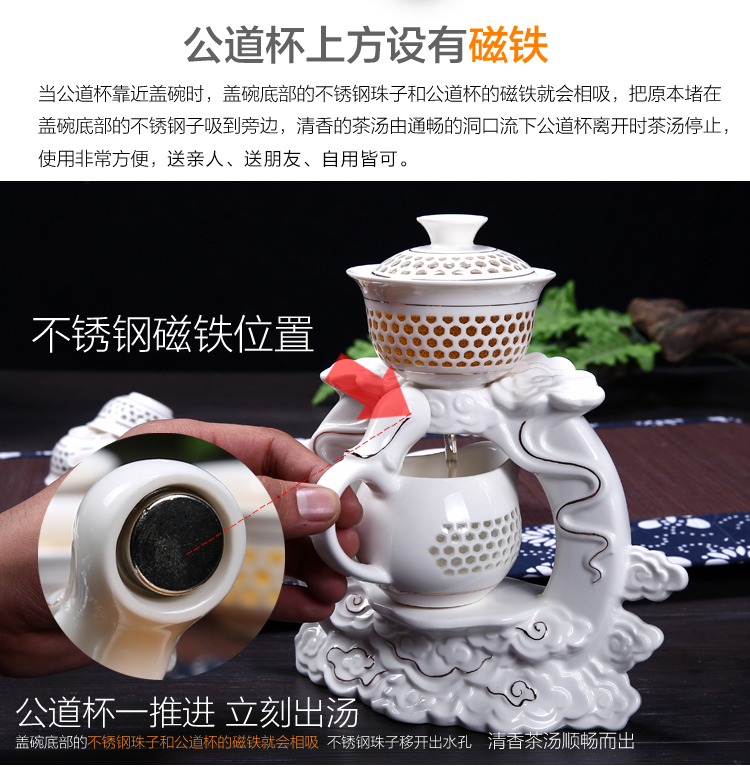 公道杯上方设有磁铁
当公道杯靠近盖碗时，盖碗底部的不锈钢珠子和公道杯的磁铁就会相吸，把原本堵在
盖碗底部的不锈钢子吸到旁边，清香的茶汤由通畅的洞口流下公道杯离开时茶汤停止，
使用非常方便，送亲人、送朋友、自用皆可。
不锈钢磁铁位置
公道杯一推进 立刻出汤
盖碗底部的不锈钢珠子和公道杯的磁铁就会相吸 不锈钢珠子移开出水孔 清香茶汤顺畅而出